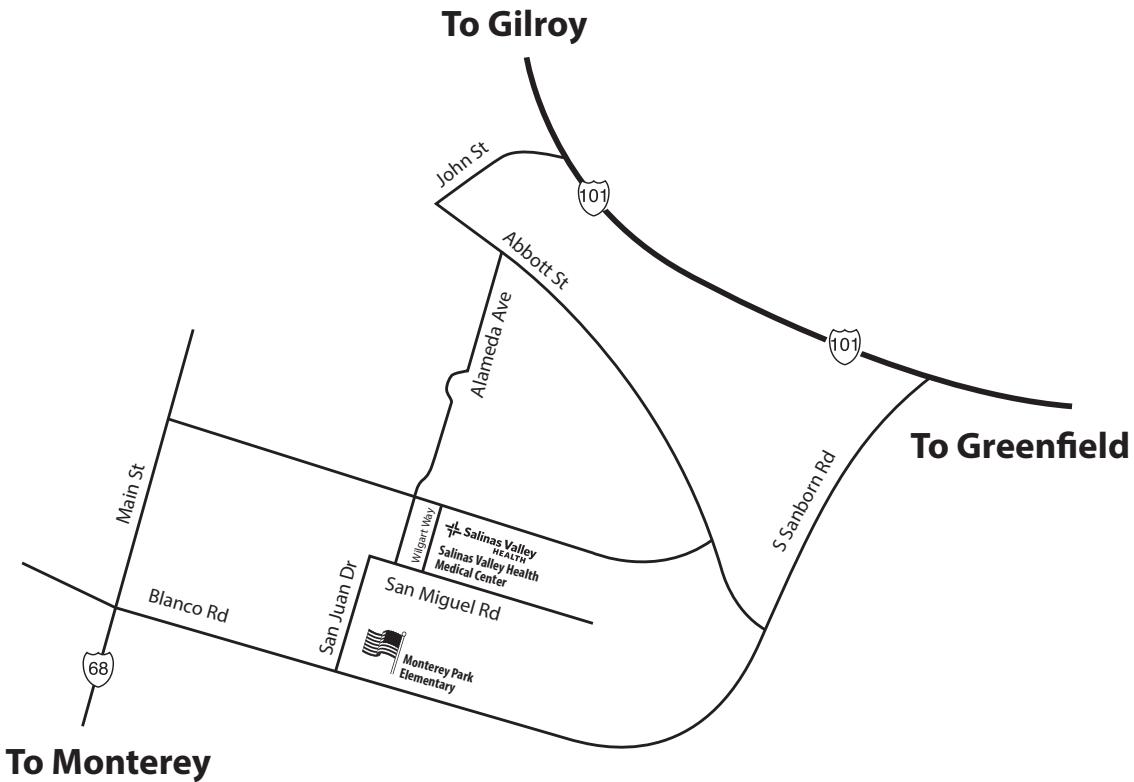 To Gilroy
John St
101
Abbott St
Alameda Ave
101
To Greenfield
Main St
S Sanborn Rd
Wilgart Way
Salinas Valley
HEALTH
Salinas Valley Health
Medical Center
San Juan Dr
San Miguel Rd
Blanco Rd
Monterey Park
Elementary
68
To Monterey